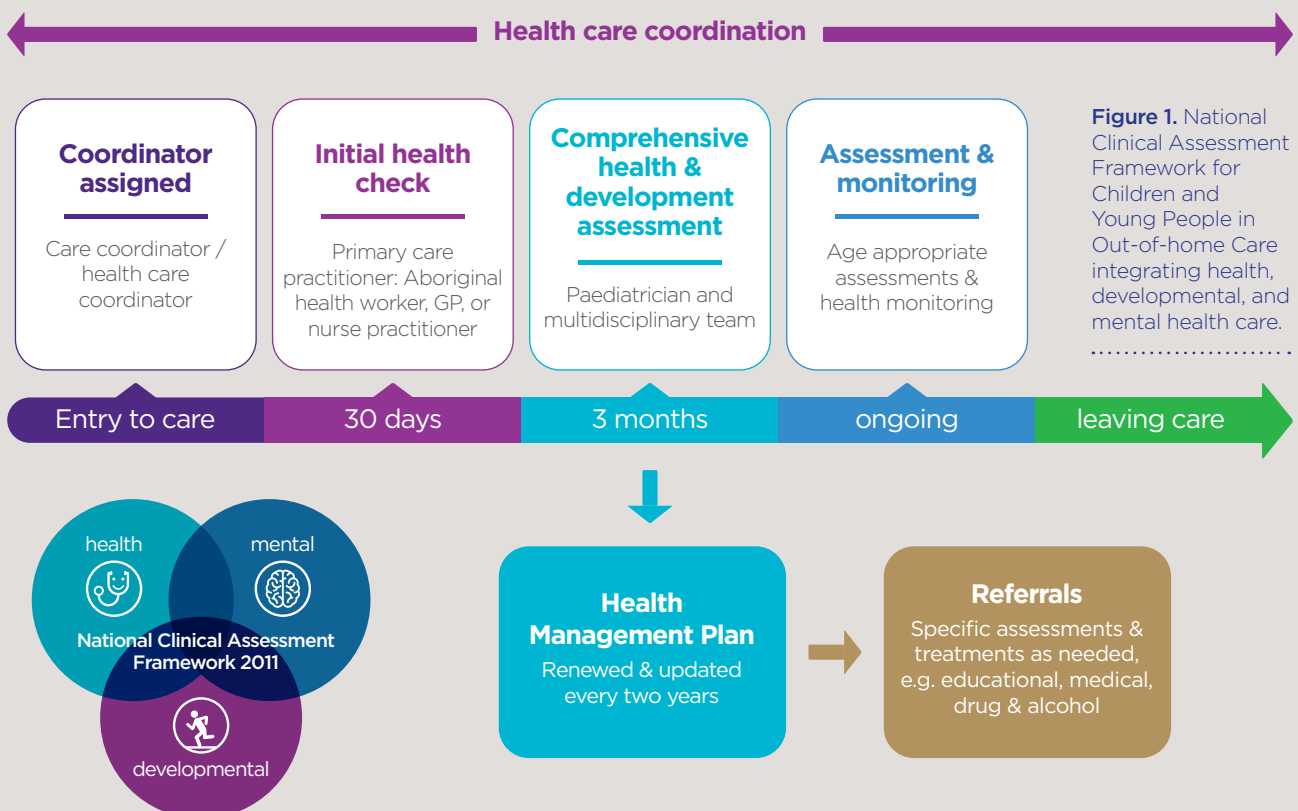 Health care coordination
Coordinator
assigned
Care coordinator /
health care
coordinator
Initial health
check
Primary care
practitioner: Aboriginal
health worker, GP, or
nurse practitioner
Comprehensive
health &
development
assessment
Paediatrician and
multidisciplinary team
Assessment &
monitoring
Age appropriate
assessments &
health monitoring
Figure 1. National
Clinical Assessment
Framework for
Children and
Young People in
Out-of-home Care
integrating health,
developmental, and
mental health care.
Entry to care
30 days
3 months
ongoing
leaving care
health
mental
National Clinical Assessment
Framework 2011
developmental
Health
Management Plan
Renewed & updated
every two years
Referrals
Specific assessments &
treatments as needed,
e.g. educational, medical,
drug & alcohol